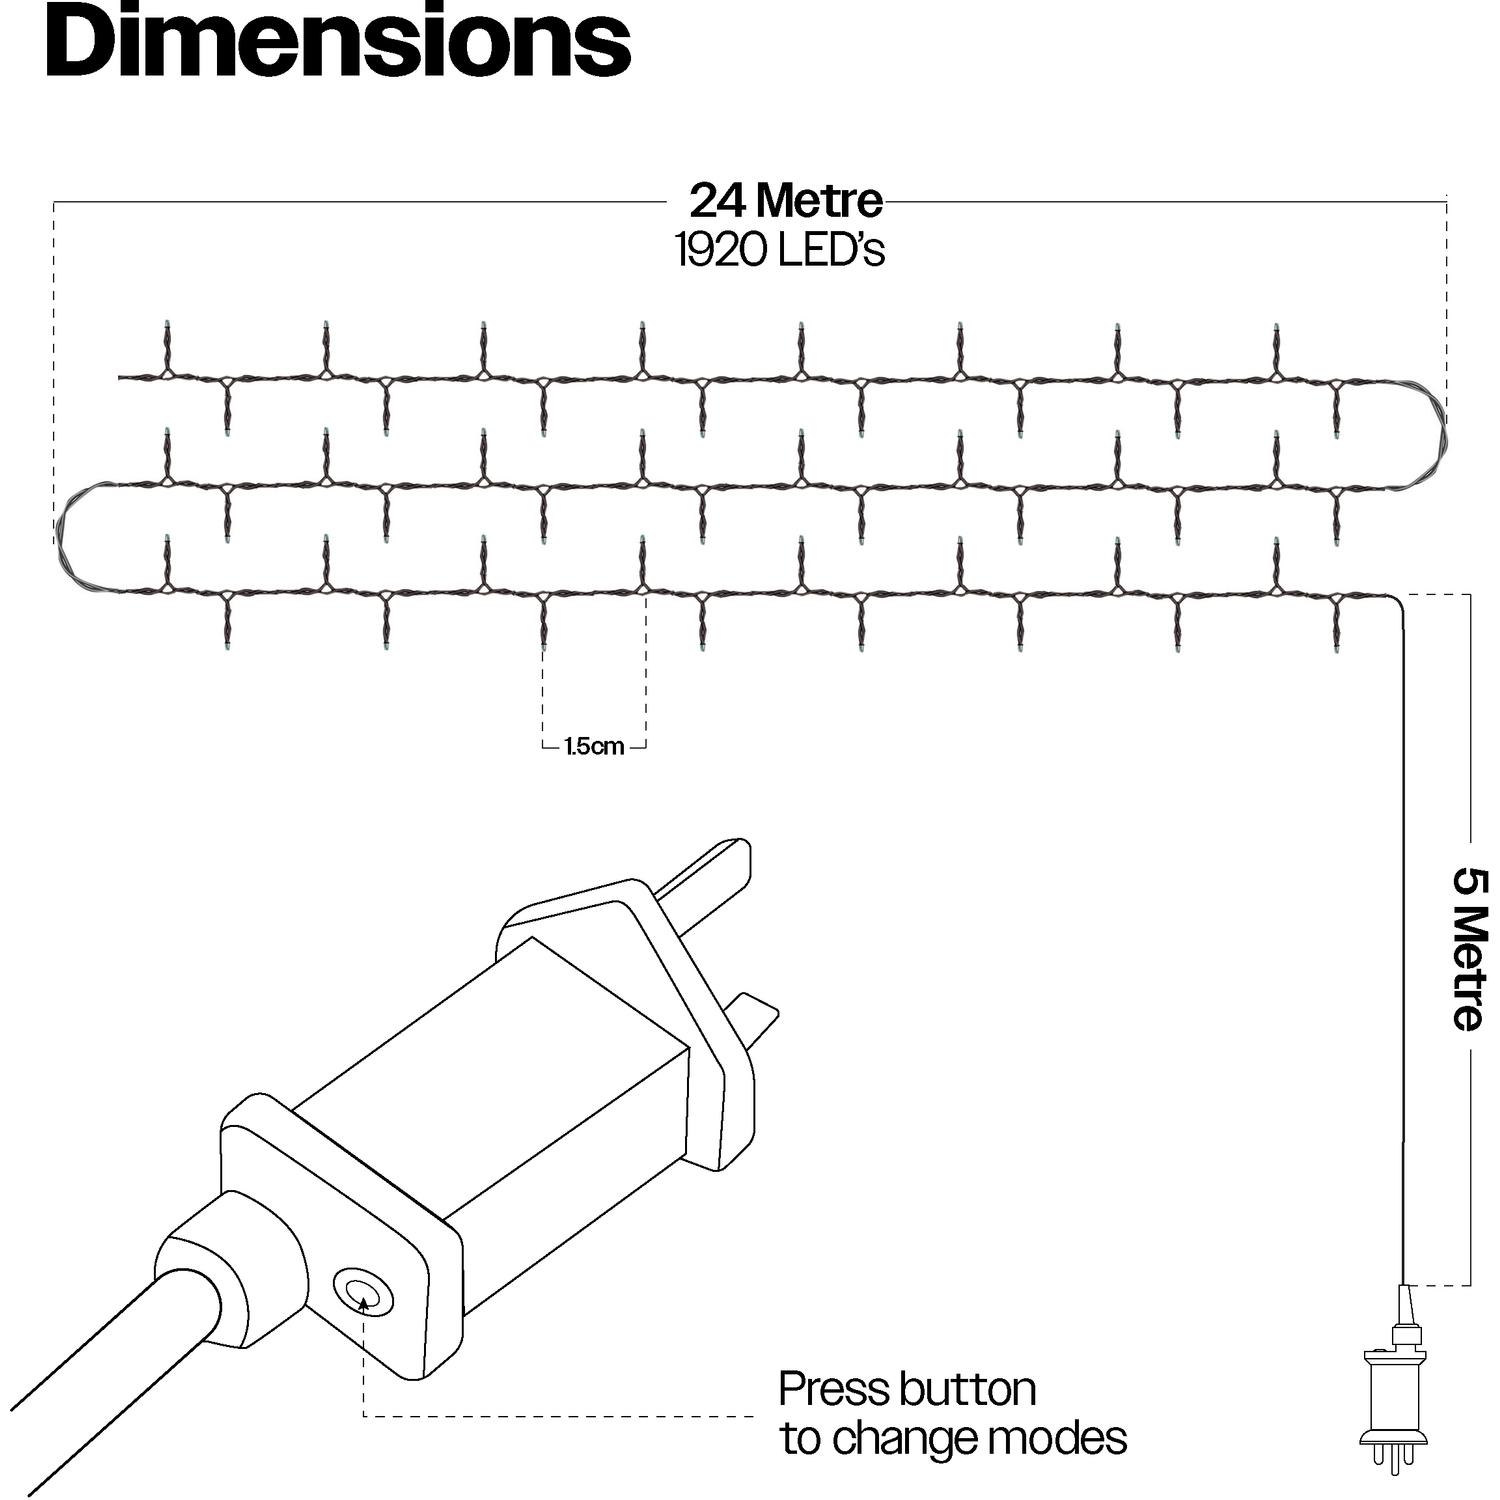 Dimensions
24 Metre
1920 LED’s
1.5cm
5 Metre
Press button
to change modes